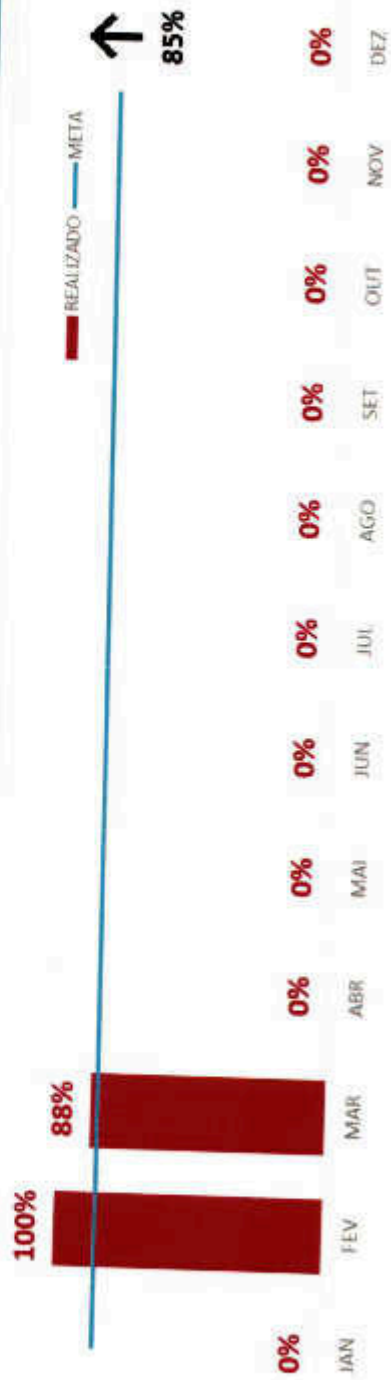 REALIZADO META
85%
0% 100% 88% 0% 0% 0% 0% 0% 0% 0% 0% 0%
JAN FEV MAR ABR MAI JUN JUL AGO SET OUT NOV DEZ